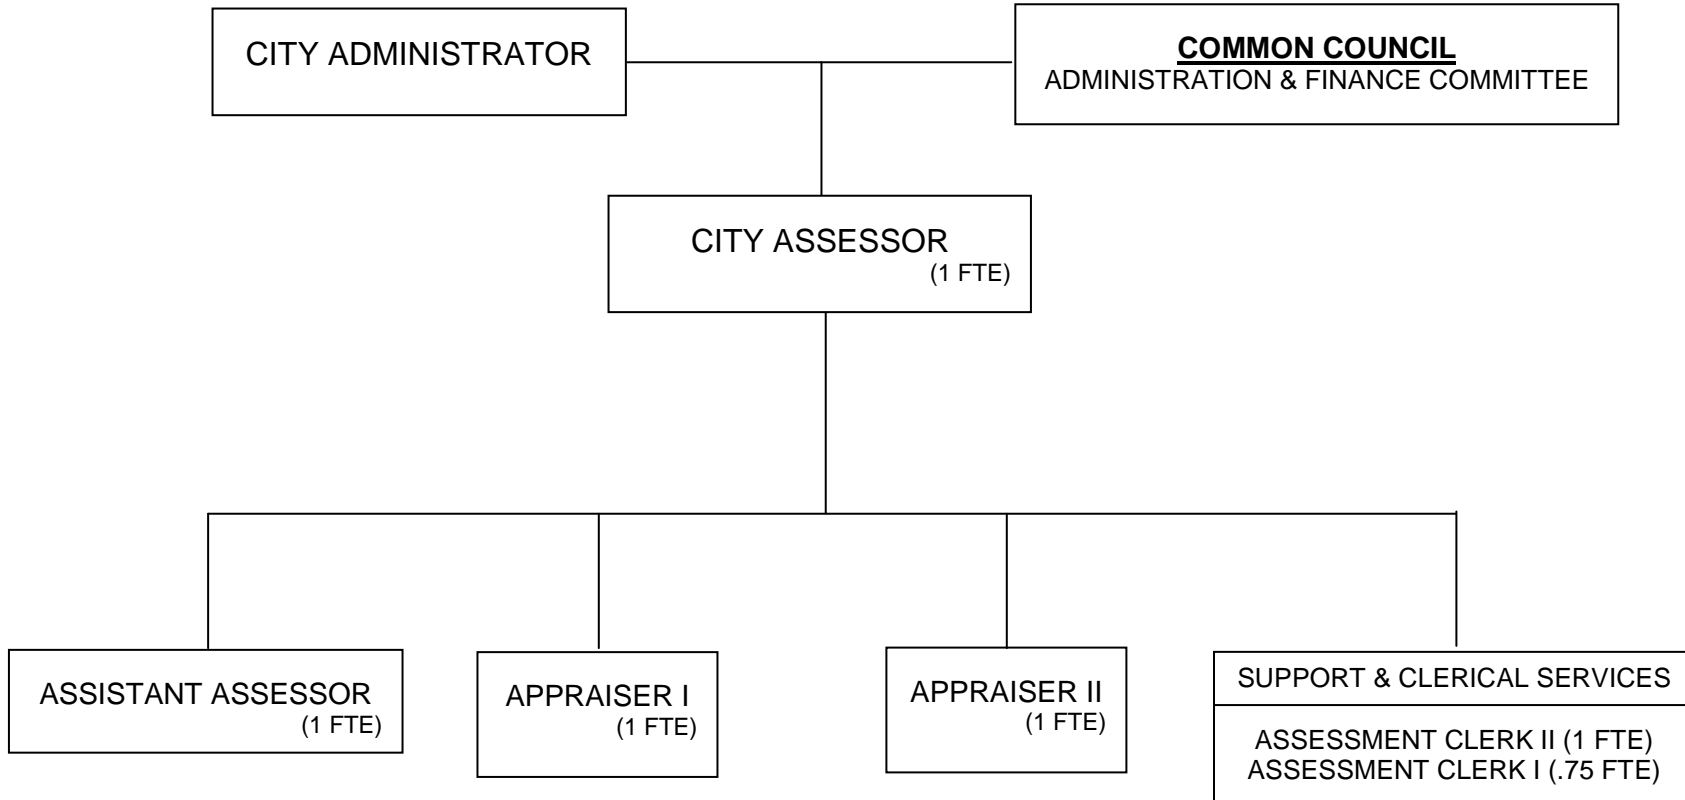 CITY ADMINISTRATOR
COMMON COUNCIL
ADMINISTRATION & FINANCE COMMITTEE
CITY ASSESSOR
(1 FTE)
ASSISTANT ASSESSOR
(1 FTE)
APPRAISER I
(1 FTE)
APPRAISER II
(1 FTE)
SUPPORT & CLERICAL SERVICES
ASSESSMENT CLERK II (1 FTE)
ASSESSMENT CLERK I (.75 FTE)